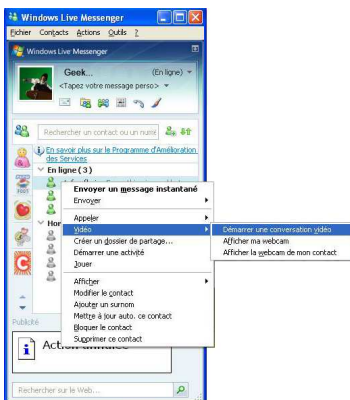 Windows Live Messenger
Fichier Contacts Actions Outils ?
Windows Live Messenger
Geek... (En ligne)
<Tapez votre message perso>
Rechercher un contact ou un numé
En savoir plus sur le Programme d'Amélioration
des Services
En ligne ( 3 )
Envoyer un message instantané
Envoyer
Hor
Appeler
Vidéo
Démarrer une conversation vidéo
Créer un dossier de partage...
Afficher ma webcam
Démarrer une activité
Afficher la webcam de mon contact
Jouer
Afficher
Modifier le contact
Ajouter un surnom
Mettre à jour auto. ce contact
Publicité
Bloquer le contact
Supprimer ce contact
Rechercher sur le Web...